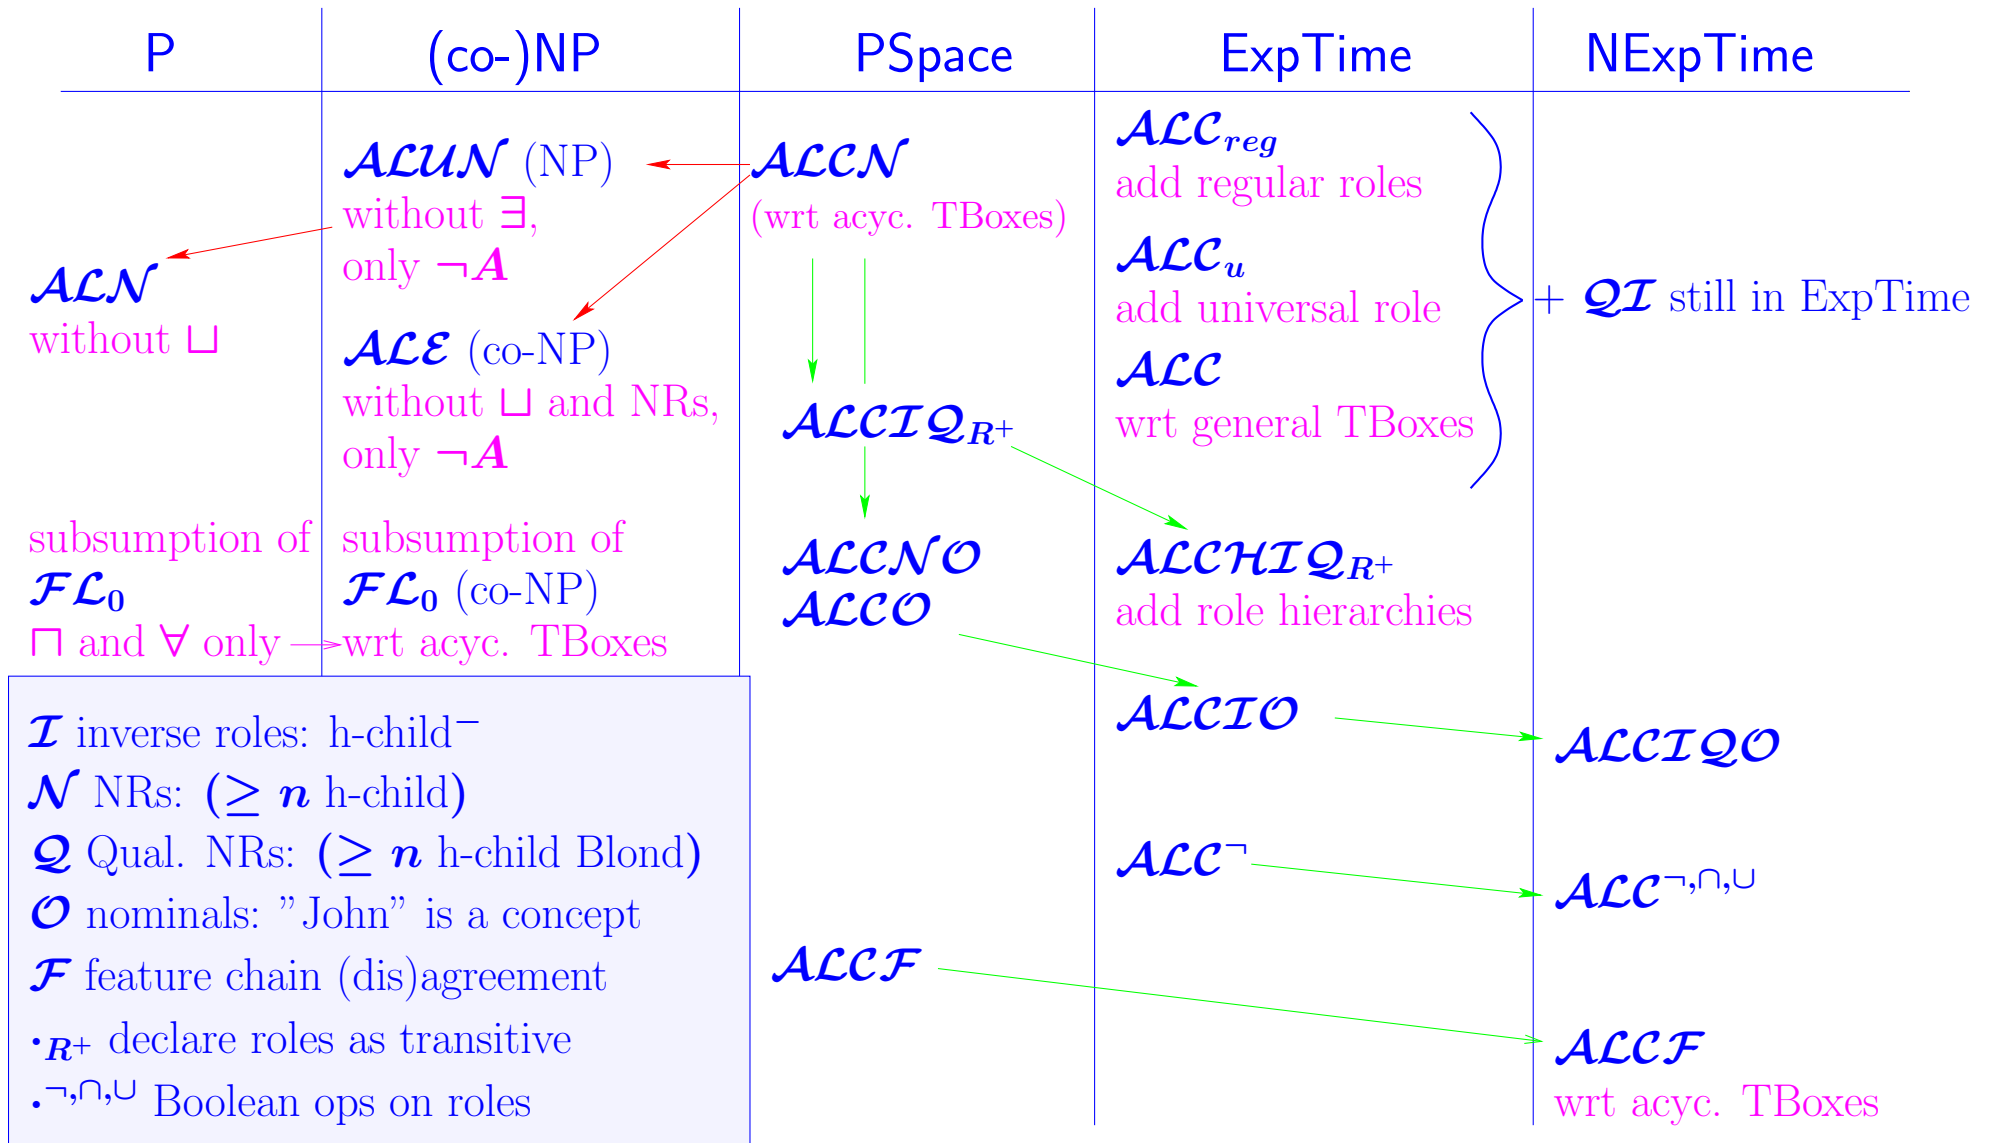 P (co-)NP PSpace ExpTime NExpTime
𝓐𝓛𝓝
without ⊔
subsumption of
𝓕𝓛₀
⊓ and ∀ only
𝓐𝓛𝓤𝓝 (NP)
without ∃,
only ¬A
𝓐𝓛𝓔 (co-NP)
without ⊔ and NRs,
only ¬A
subsumption of
𝓕𝓛₀ (co-NP)
wrt acyc. TBoxes
𝓐𝓛𝓒𝓝
(wrt acyc. TBoxes)
𝓐𝓛𝓒𝓘𝓠_R⁺
𝓐𝓛𝓒𝓝𝓞
𝓐𝓛𝓒𝓞
𝓐𝓛𝓒𝓕
𝓐𝓛𝓒_reg
add regular roles
𝓐𝓛𝓒_u
add universal role
𝓐𝓛𝓒
wrt general TBoxes
+ 𝓠𝓘 still in ExpTime
𝓐𝓛𝓒𝓗𝓘𝓠_R⁺
add role hierarchies
𝓐𝓛𝓒𝓘𝓞
𝓐𝓛𝓒^¬
𝓐𝓛𝓒𝓘𝓠𝓞
𝓐𝓛𝓒^¬,∩,∪
𝓐𝓛𝓒𝓕
wrt acyc. TBoxes
𝓘 inverse roles: h-child⁻
𝓝 NRs: (≥ n h-child)
𝓠 Qual. NRs: (≥ n h-child Blond)
𝓞 nominals: ”John” is a concept
𝓕 feature chain (dis)agreement
·_R⁺ declare roles as transitive
·^¬,∩,∪ Boolean ops on roles